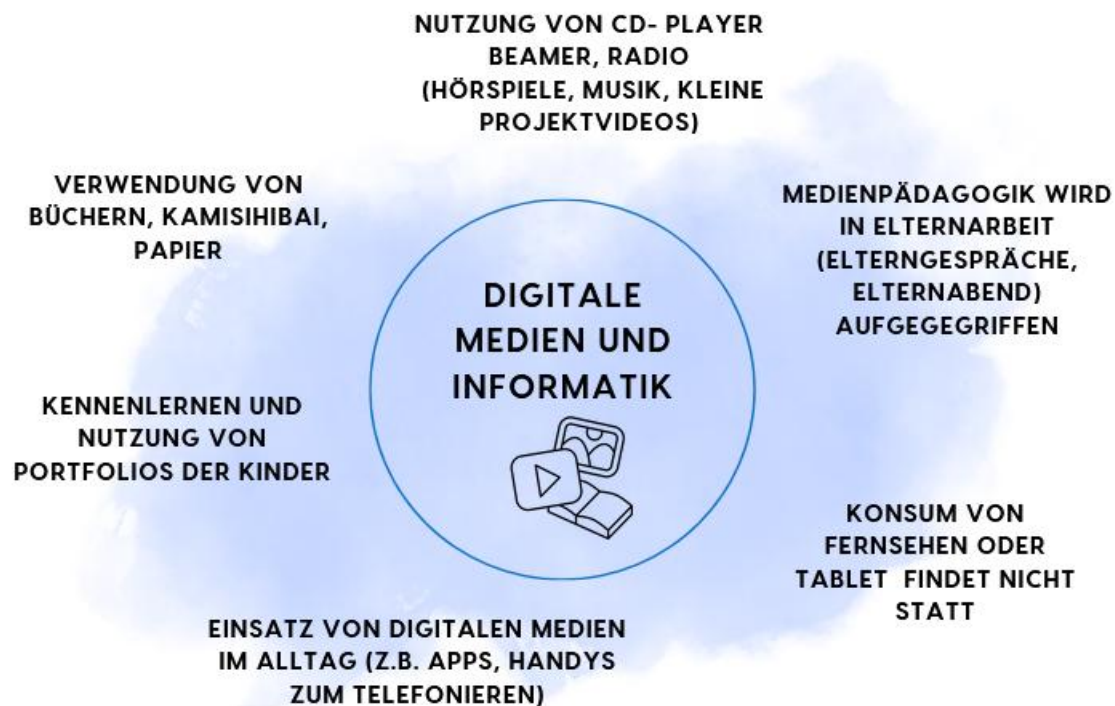 NUTZUNG VON CD- PLAYER
BEAMER, RADIO
(HÖRSPIELE, MUSIK, KLEINE
PROJEKTVIDEOS)
VERWENDUNG VON
BÜCHERN, KAMISIHIBAI,
PAPIER
MEDIENPÄDAGOGIK WIRD
IN ELTERNARBEIT
(ELTERNGESPRÄCHE,
ELTERNABEND)
AUFGEGEGRIFFEN
DIGITALE
MEDIEN UND
INFORMATIK
KENNENLERNEN UND
NUTZUNG VON
PORTFOLIOS DER KINDER
KONSUM VON
FERNSEHEN ODER
TABLET FINDET NICHT
STATT
EINSATZ VON DIGITALEN MEDIEN
IM ALLTAG (Z.B. APPS, HANDYS
ZUM TELEFONIEREN)